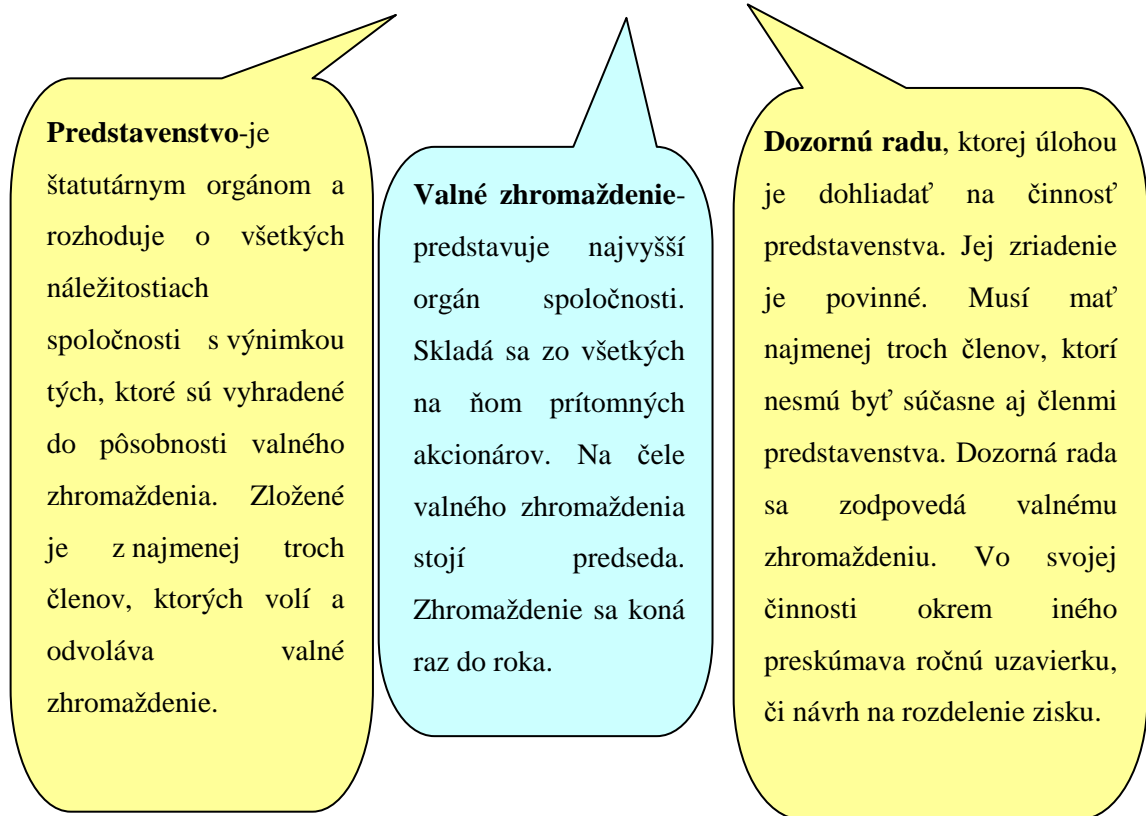 Predstavenstvo-je
štatutárnym orgánom a
rozhoduje o všetkých
náležitostiach
spoločnosti s výnimkou
tých, ktoré sú vyhradené
do pôsobnosti valného
zhromaždenia. Zložené
je z najmenej troch
členov, ktorých volí a
odvoláva valné
zhromaždenie.
Valné zhromaždenie-
predstavuje najvyšší
orgán spoločnosti.
Skladá sa zo všetkých
na ňom prítomných
akcionárov. Na čele
valného zhromaždenia
stojí predseda.
Zhromaždenie sa koná
raz do roka.
Dozornú radu, ktorej úlohou
je dohliadať na činnosť
predstavenstva. Jej zriadenie
je povinné. Musí mať
najmenej troch členov, ktorí
nesmú byť súčasne aj členmi
predstavenstva. Dozorná rada
sa zodpovedá valnému
zhromaždeniu. Vo svojej
činnosti okrem iného
preskúmava ročnú uzavierku,
či návrh na rozdelenie zisku.